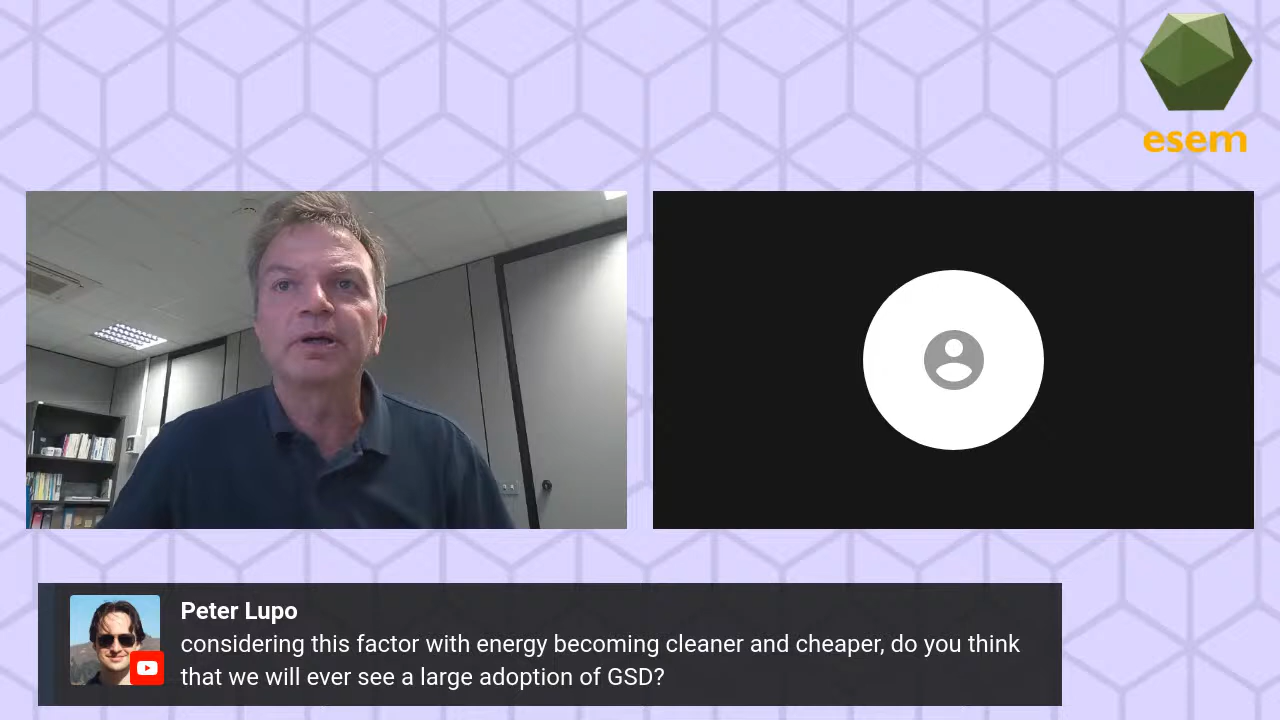 esem
Peter Lupo
considering this factor with energy becoming cleaner and cheaper, do you think
that we will ever see a large adoption of GSD?